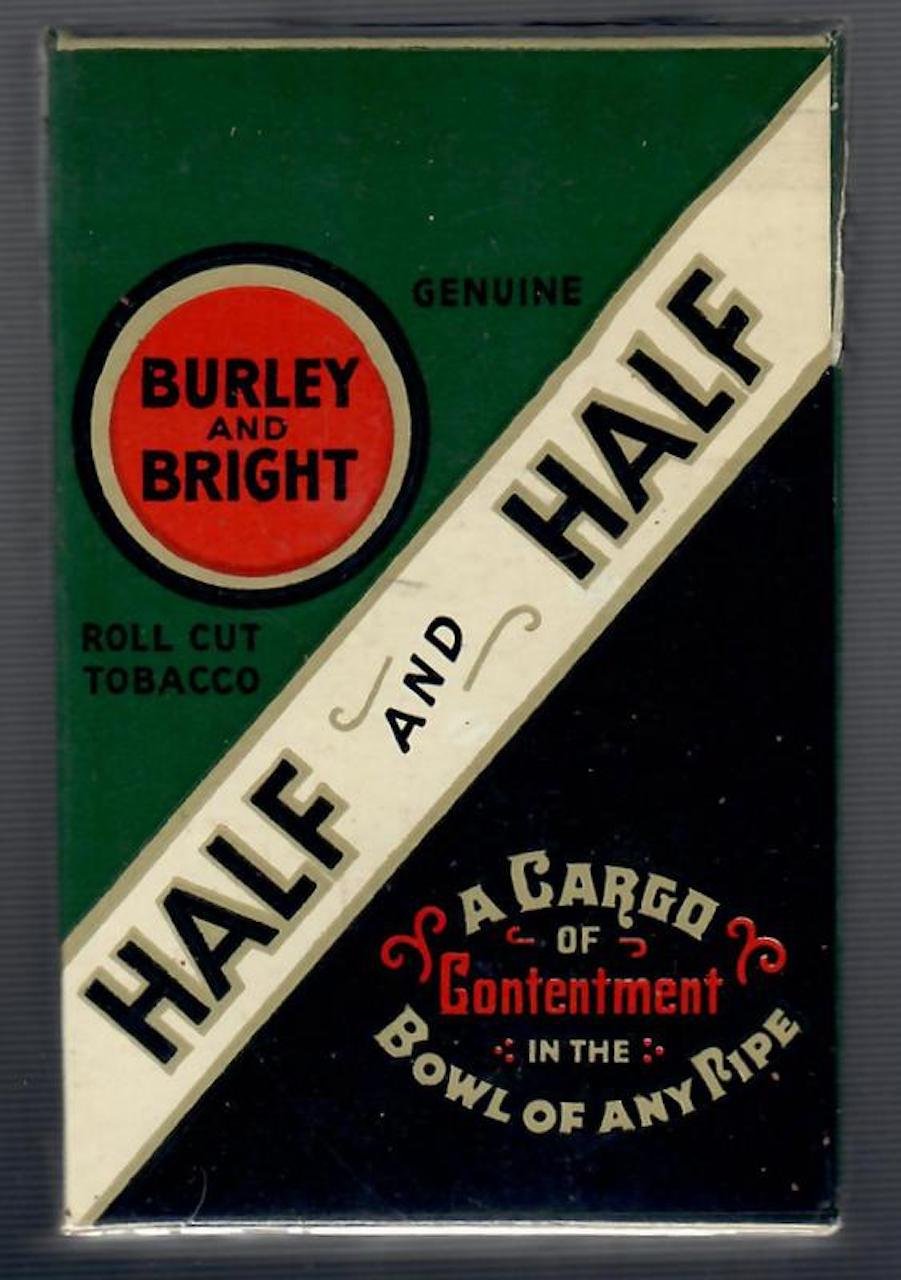 GENUINE
BURLEY
AND
BRIGHT
ROLL CUT
TOBACCO
HALF AND HALF
A CARGO
OF
Contentment
IN THE
BOWL OF ANY PIPE